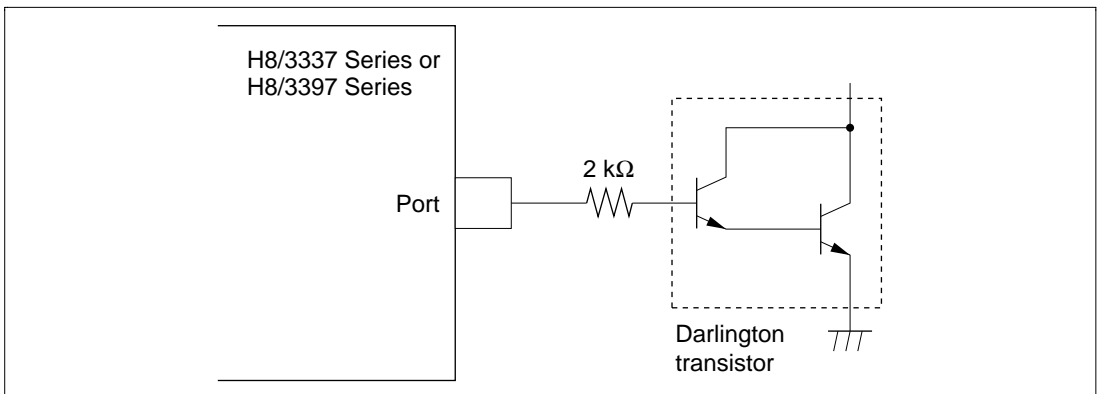 H8/3337 Series or
H8/3397 Series
Port
2 kΩ
Darlington
transistor